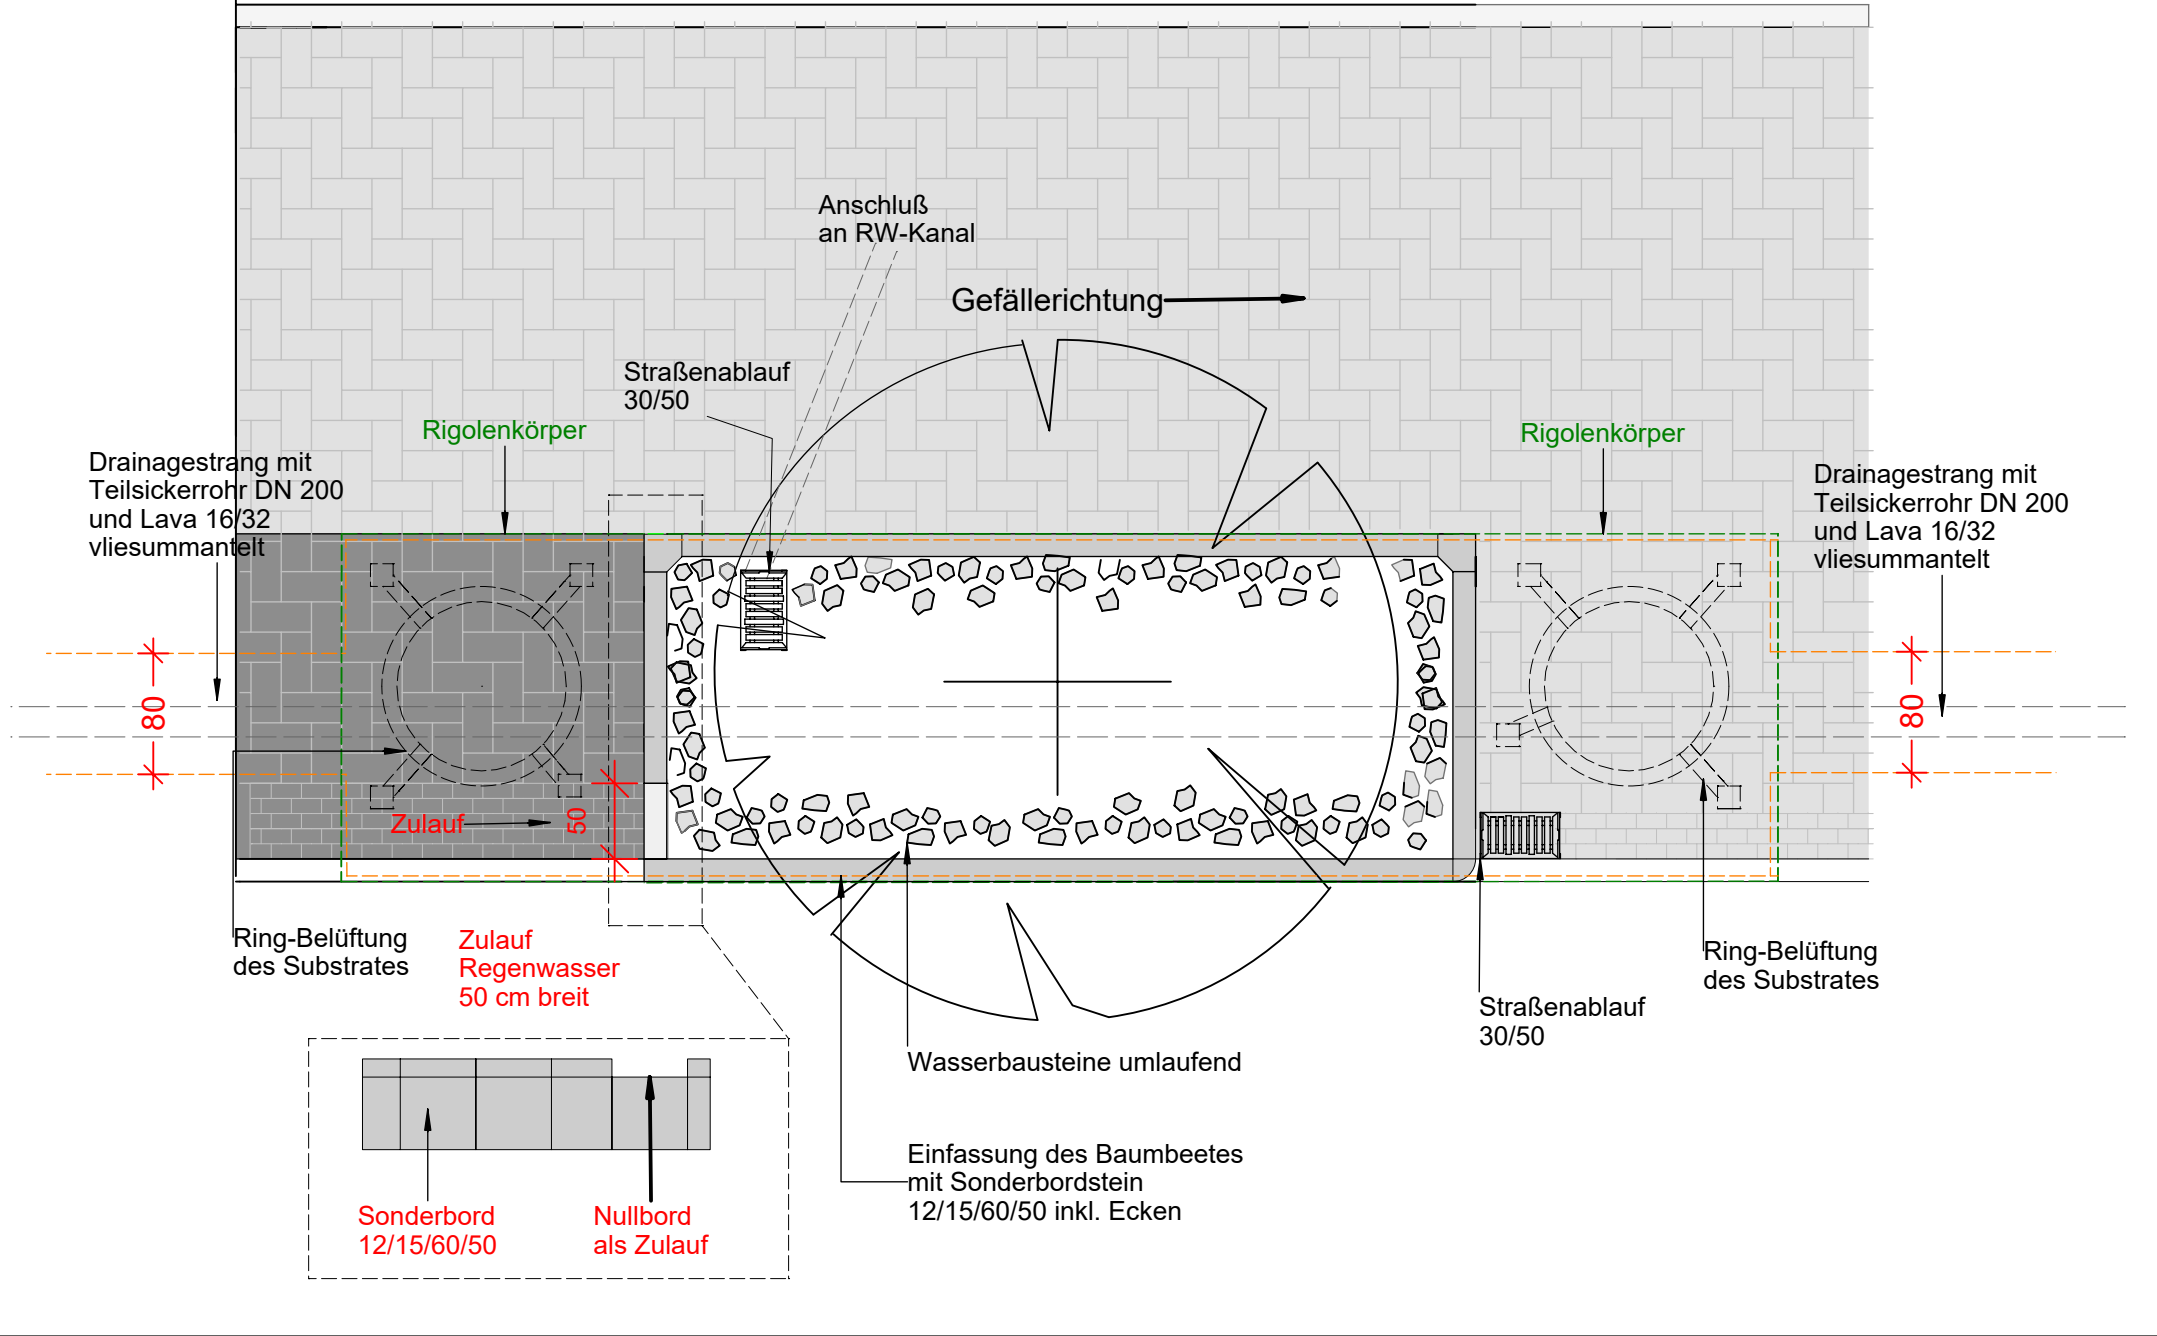 Anschluß
an RW-Kanal
Gefällerichtung
Straßenablauf
30/50
Rigolenkörper
Rigolenkörper
Drainagestrang mit
Teilsickerrohr DN 200
und Lava 16/32
vliesummantelt
Drainagestrang mit
Teilsickerrohr DN 200
und Lava 16/32
vliesummantelt
80
80
Zulauf
50
Ring-Belüftung
des Substrates
Zulauf
Regenwasser
50 cm breit
Ring-Belüftung
des Substrates
Straßenablauf
30/50
Wasserbausteine umlaufend
Einfassung des Baumbeetes
mit Sonderbordstein
12/15/60/50 inkl. Ecken
Sonderbord
12/15/60/50
Nullbord
als Zulauf